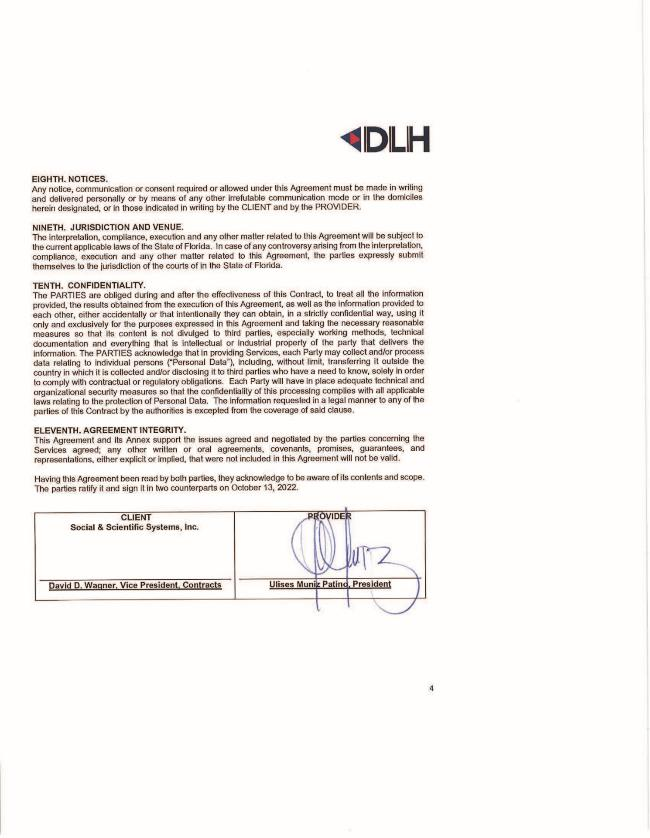 DLH
EIGHTH. NOTICES.
Any notice, communication or consent required or allowed under this Agreement must be made in writing
and delivered personally or by means of any other irrefutable communication mode or in the domiciles
herein designated, or in those indicated in writing by the CLIENT and by the PROVIDER.
NINETH. JURISDICTION AND VENUE.
The interpretation, compliance, execution and any other matter related to this Agreement will be subject to
the current applicable laws of the State of Florida. In case of any controversy arising from the interpretation,
compliance, execution and any other matter related to this Agreement, the parties expressly submit
themselves to the jurisdiction of the courts of in the State of Florida.
TENTH. CONFIDENTIALITY.
The PARTIES are obliged during and after the effectiveness of this Contract, to treat all the information
provided, the results obtained from the execution of this Agreement, as well as the information provided to
each other, either accidentally or that intentionally they can obtain, in a strictly confidential way, using it
only and exclusively for the purposes expressed in this Agreement and taking the necessary reasonable
measures so that its content is not divulged to third parties, especially working methods, technical
documentation and everything that is intellectual or industrial property of the party that delivers the
information. The PARTIES acknowledge that in providing Services, each Party may collect and/or process
data relating to individual persons ("Personal Data"), including, without limit, transferring it outside the
country in which it is collected and/or disclosing it to third parties who have a need to know, solely in order
to comply with contractual or regulatory obligations. Each Party will have in place adequate technical and
organizational security measures so that the confidentiality of this processing complies with all applicable
laws relating to the protection of Personal Data. The information requested in a legal manner to any of the
parties of this Contract by the authorities is excepted from the coverage of said clause.
ELEVENTH. AGREEMENT INTEGRITY.
This Agreement and its Annex support the issues agreed and negotiated by the parties concerning the
Services agreed; any other written or oral agreements, covenants, promises, guarantees, and
representations, either explicit or implied, that were not included in this Agreement will not be valid.
Having this Agreement been read by both parties, they acknowledge to be aware of its contents and scope.
The parties ratify it and sign it in two counterparts on October 13, 2022.
CLIENT
Social & Scientific Systems, Inc.
David D. Wagner, Vice President, Contracts
PROVIDER
Ulises Muniz Patino, President
4